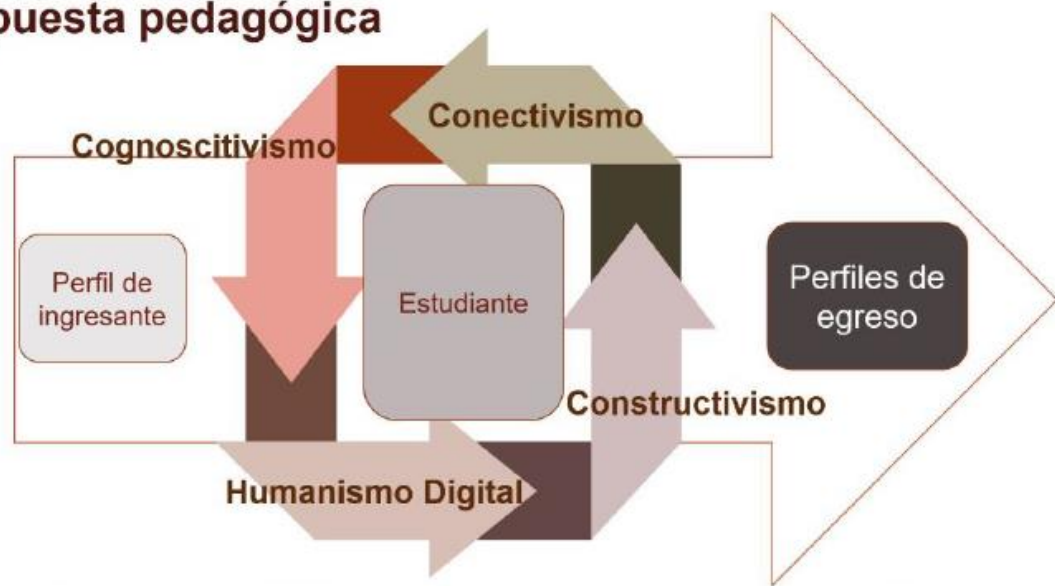 puesta pedagógica
Conectivismo
Cognoscitivismo
Perfil de
ingresante
Estudiante
Perfiles de
egreso
Constructivismo
Humanismo Digital